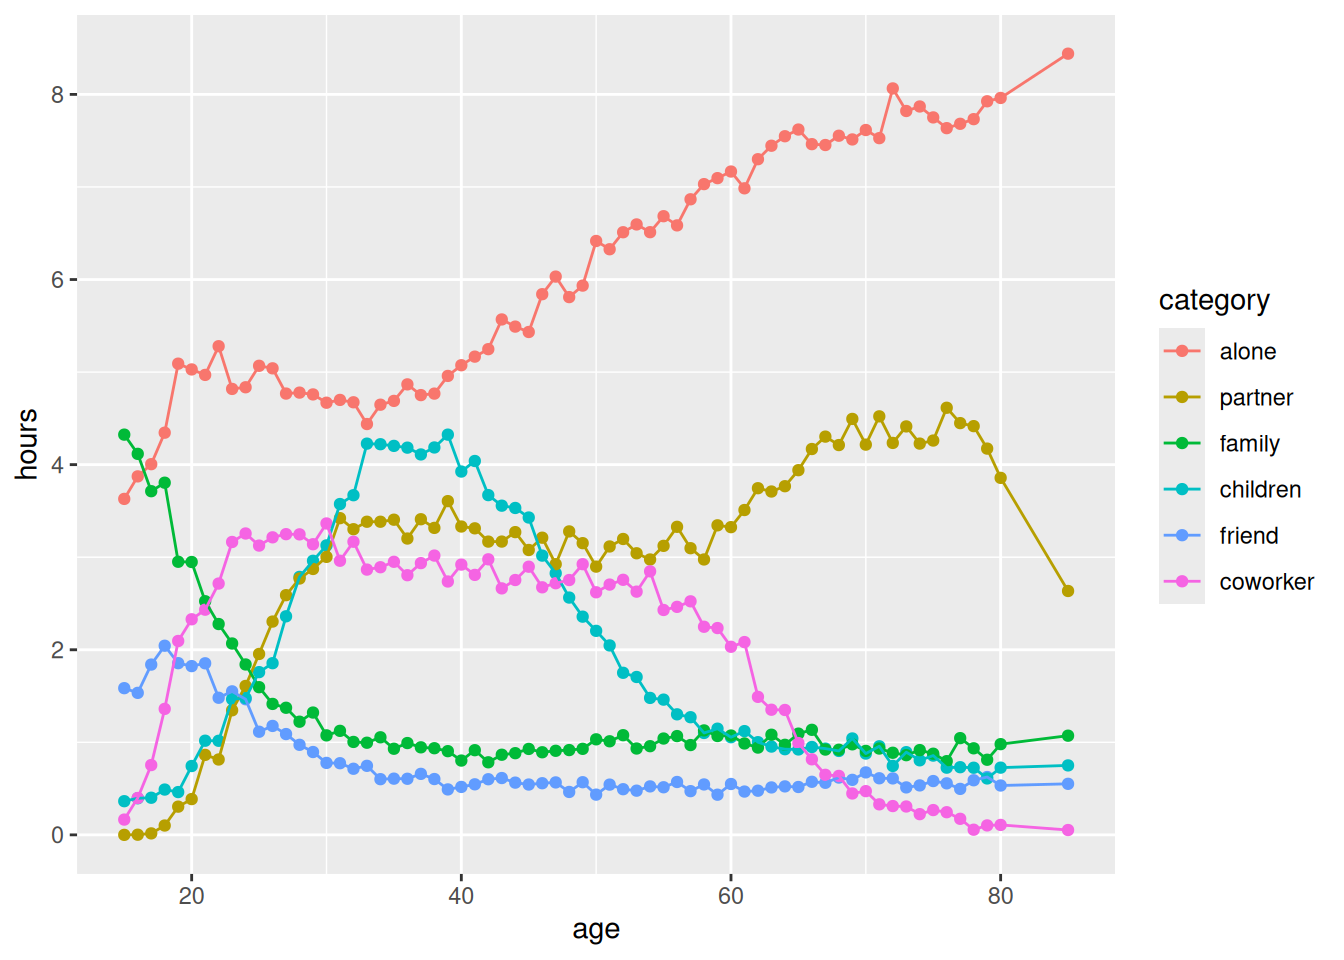 8
6
4
2
0
hours
20 40 60 80
age
category
alone
partner
family
children
friend
coworker